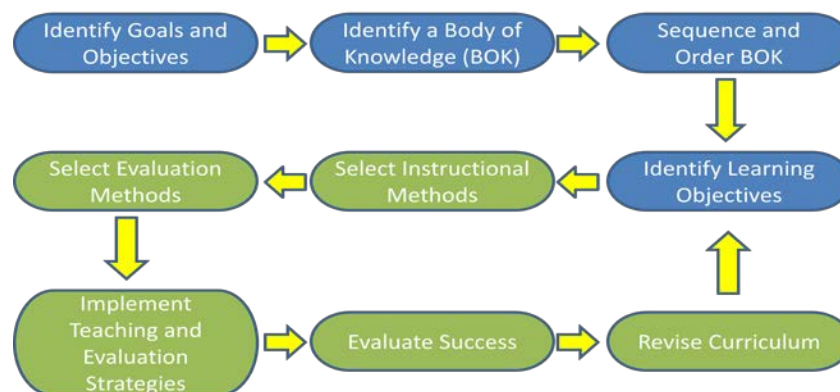 Identify Goals and
Objectives
Identify a Body of
Knowledge (BOK)
Sequence and
Order BOK
Select Evaluation
Methods
Select Instructional
Methods
Identify Learning
Objectives
Implement
Teaching and
Evaluation
Strategies
Evaluate Success
Revise Curriculum